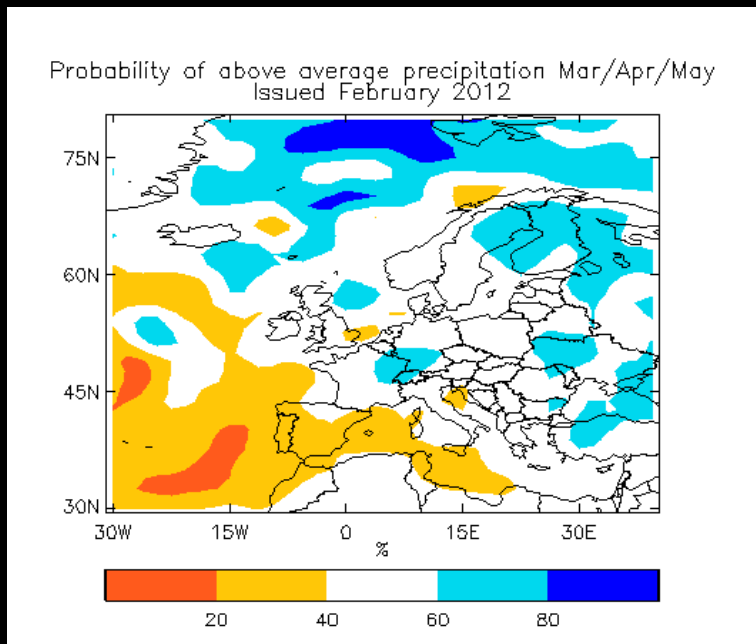 Probability of above average precipitation Mar/Apr/May
Issued February 2012
75N
60N
45N
30N
30W 15W 0 15E 30E
%
20 40 60 80